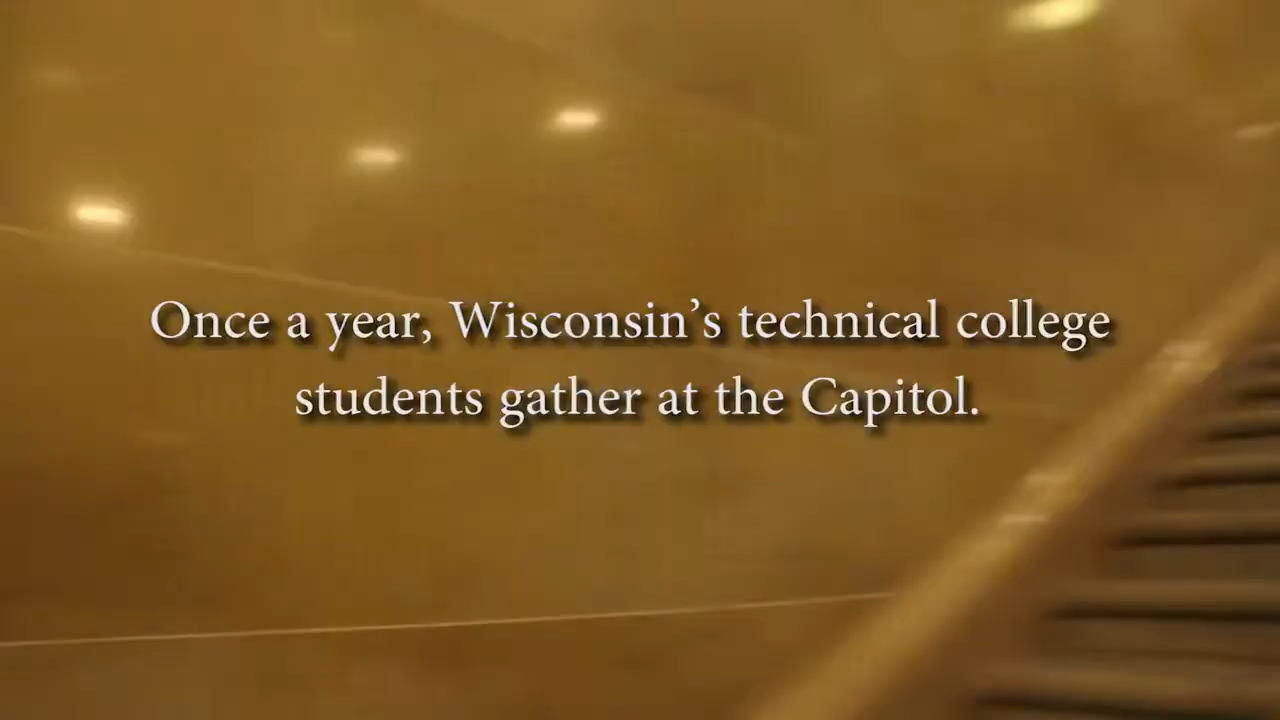 Once a year, Wisconsin’s technical college
students gather at the Capitol.